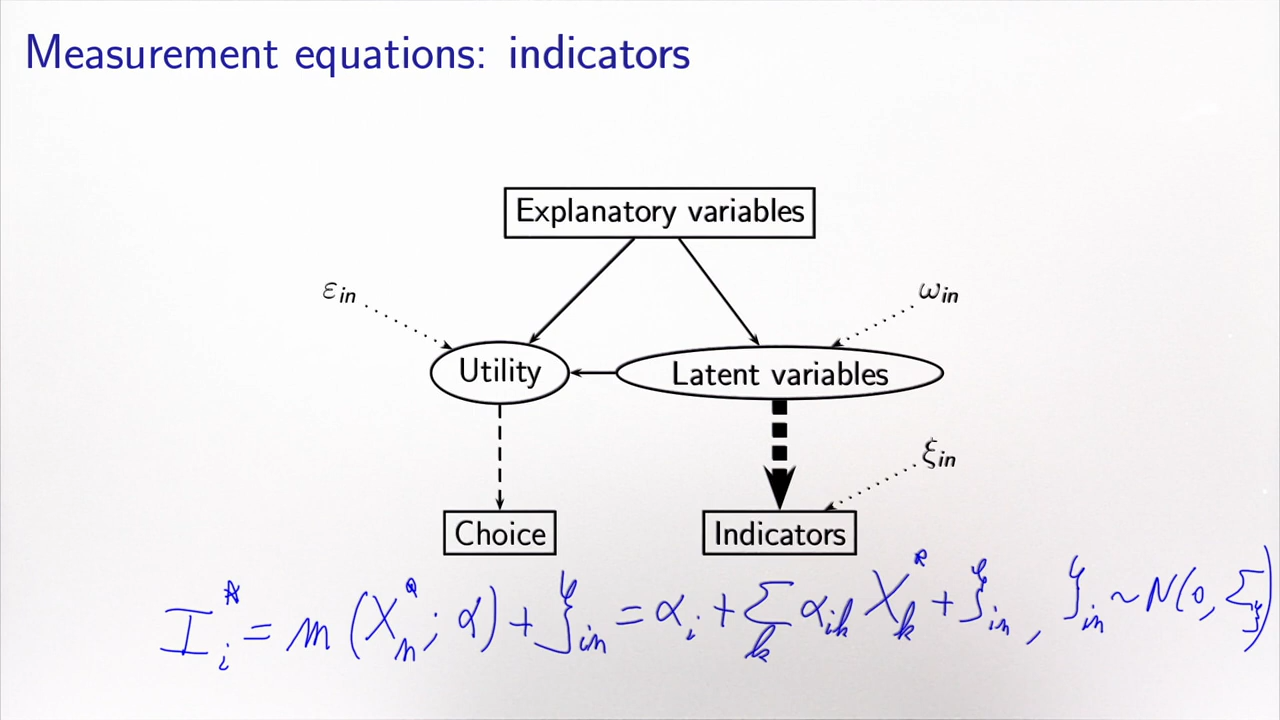 Measurement equations: indicators
Explanatory variables
ε_in
ω_in
Utility
Latent variables
ξ_in
Choice
Indicators
I_i^* = m(X_n^*; α) + ξ_in = α_i + Σ_k α_ik X_k^* + ξ_in, ξ_in ~ N(0, Σ_ξ)